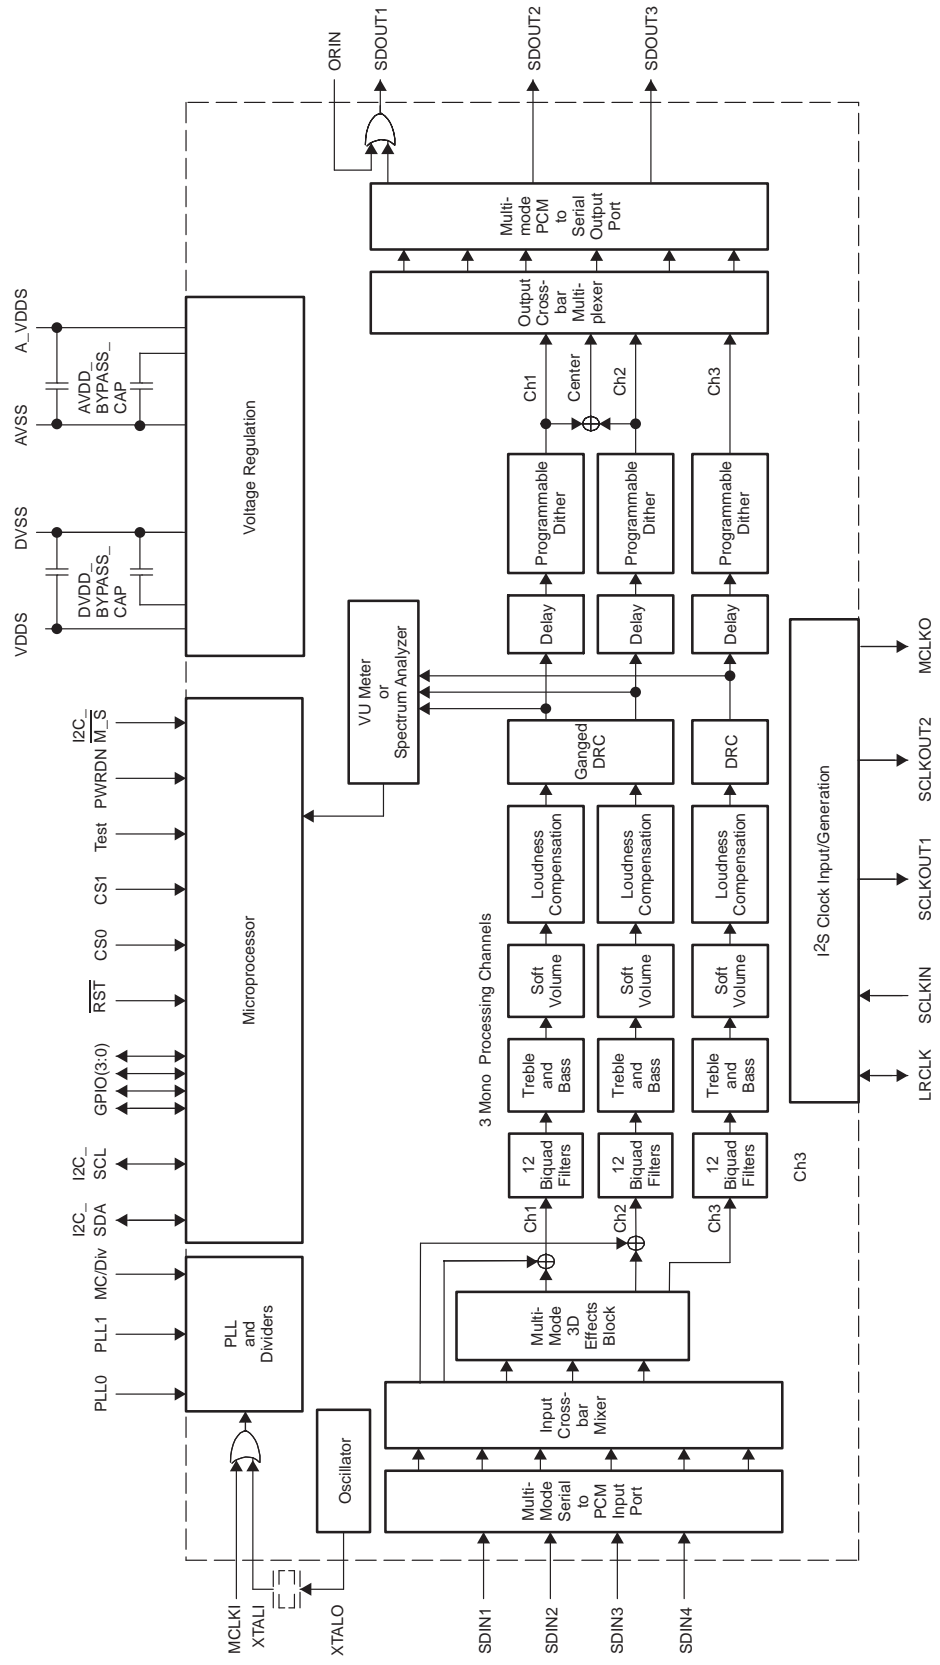 VDDS
DVSS
AVSS
A_VDDS
DVDD_
BYPASS_
CAP
AVDD_
BYPASS_
CAP
Voltage Regulation
PLL0
PLL1
MC/Div
I2C_
SDA
I2C_
SCL
GPIO(3:0)
RST
CS0
CS1
Test
PWRDN
I2C_
M_S
PLL
and
Dividers
Microprocessor
MCLKI
XTALI
XTALO
Oscillator
VU Meter
or
Spectrum Analyzer
ORIN
SDOUT1
SDOUT2
SDOUT3
SDIN1
SDIN2
SDIN3
SDIN4
Multi-
Mode
Serial
to
PCM
Input
Port
Input
Cross-
bar
Mixer
Multi-
Mode
3D
Effects
Block
3 Mono Processing Channels
Ch1
12
Biquad
Filters
Treble
and
Bass
Soft
Volume
Loudness
Compensation
Ganged
DRC
Delay
Programmable
Dither
Ch1
Center
Ch2
12
Biquad
Filters
Treble
and
Bass
Soft
Volume
Loudness
Compensation
Delay
Programmable
Dither
Ch2
Ch3
12
Biquad
Filters
Treble
and
Bass
Soft
Volume
Loudness
Compensation
DRC
Delay
Programmable
Dither
Ch3
Output
Cross-
bar
Multi-
plexer
Multi-
mode
PCM
to
Serial
Output
Port
Ch3
I2S Clock Input/Generation
LRCLK
SCLKIN
SCLKOUT1
SCLKOUT2
MCLKO